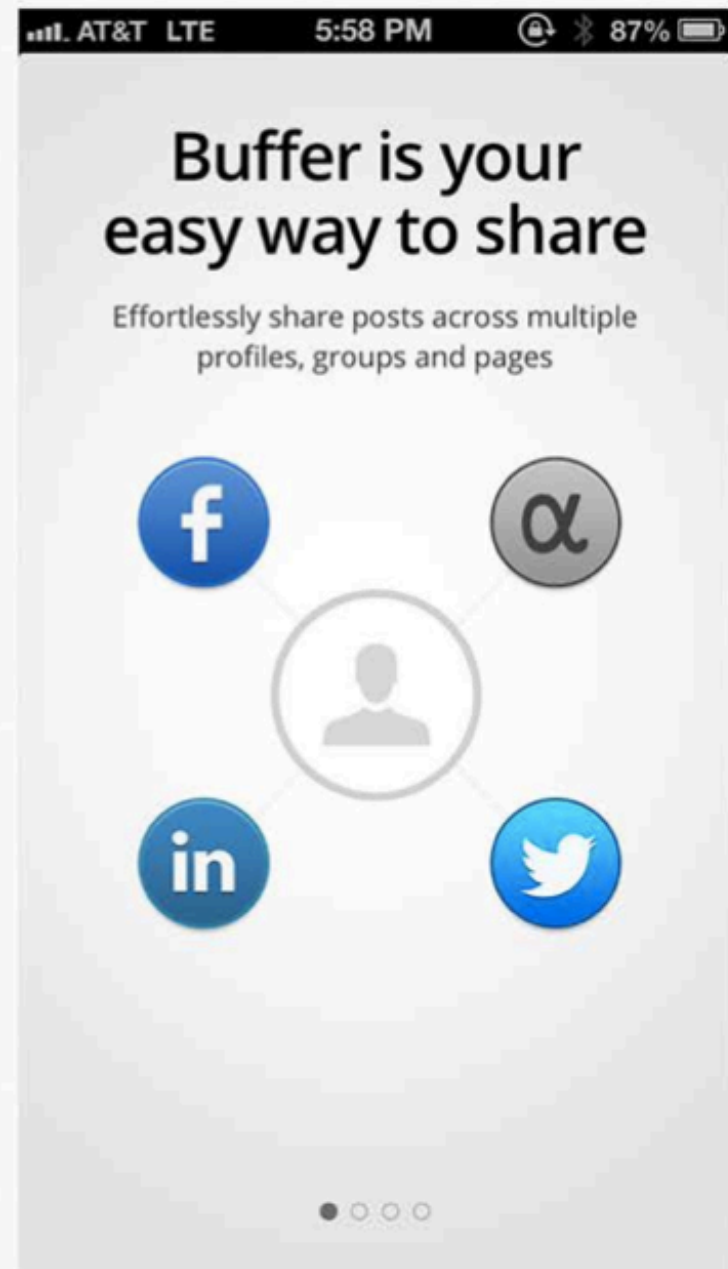 AT&T LTE 5:58 PM 87%
Buffer is your
easy way to share
Effortlessly share posts across multiple
profiles, groups and pages
f
α
in